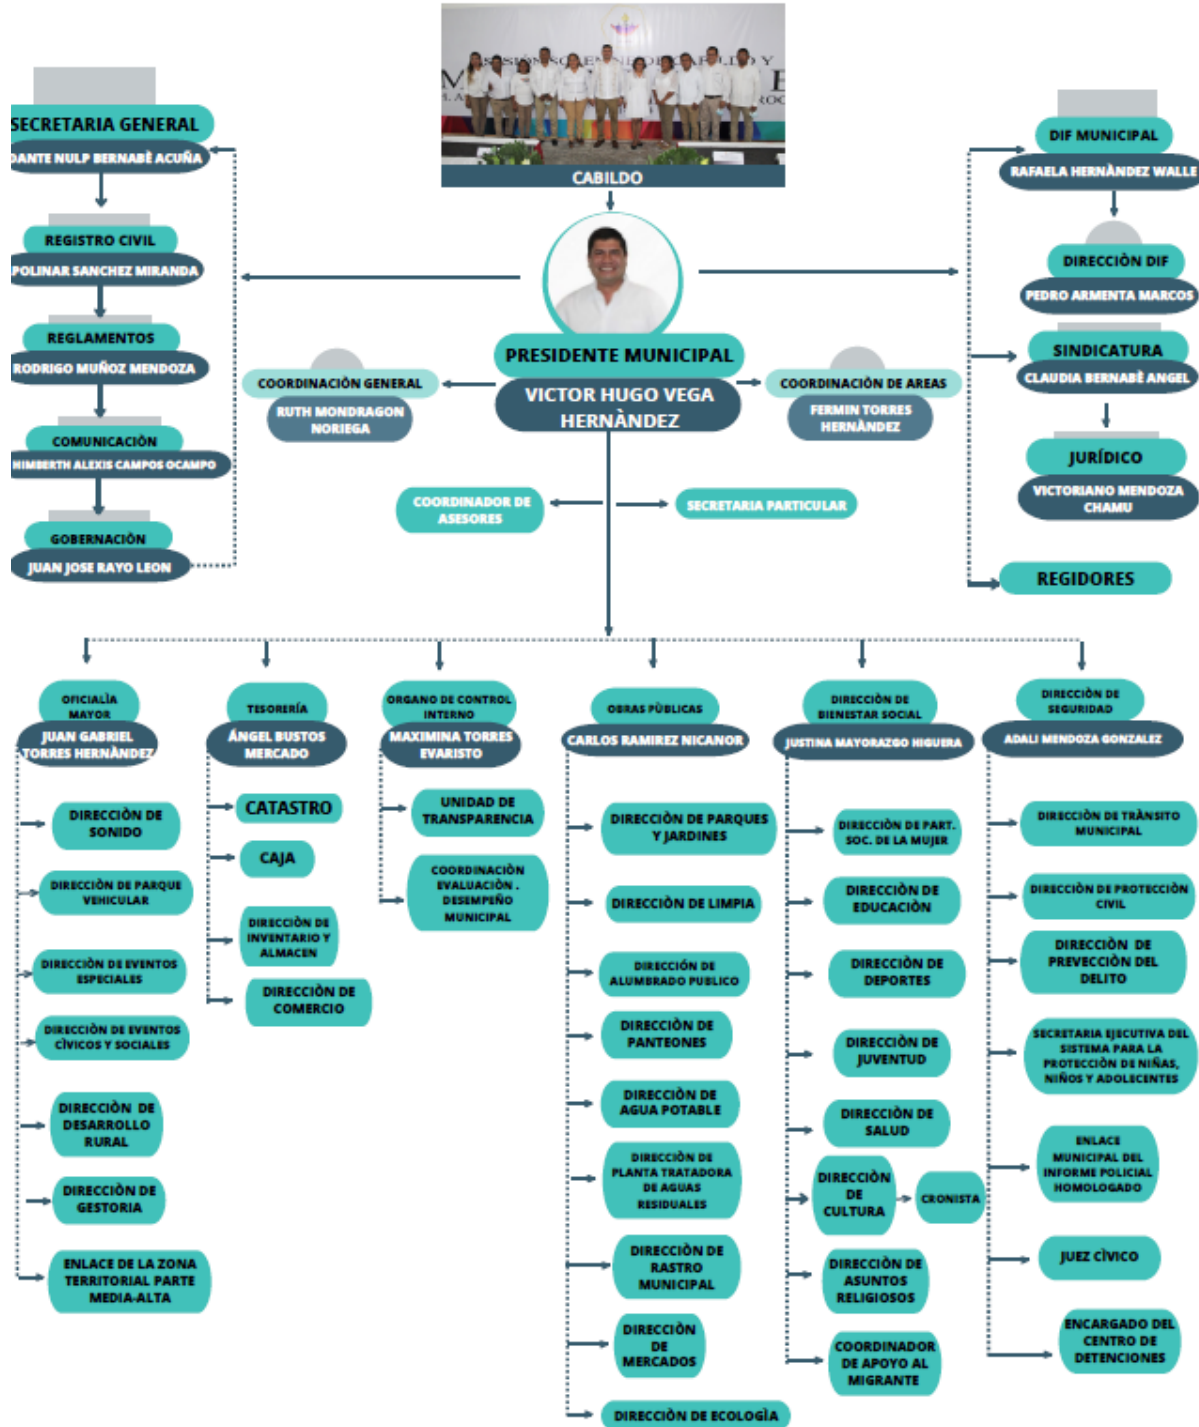 SESIÓN SOLEMNE DE CABILDO Y
CABILDO
SECRETARIA GENERAL
DANTE NULP BERNABÈ ACUÑA
REGISTRO CIVIL
POLINAR SANCHEZ MIRANDA
REGLAMENTOS
RODRIGO MUÑOZ MENDOZA
COMUNICACIÒN
HIMBERTH ALEXIS CAMPOS OCAMPO
GOBERNACIÒN
JUAN JOSE RAYO LEON
PRESIDENTE MUNICIPAL
VICTOR HUGO VEGA
HERNÀNDEZ
COORDINACIÒN GENERAL
RUTH MONDRAGON
NORIEGA
COORDINACIÒN DE AREAS
FERMIN TORRES
HERNÀNDEZ
COORDINADOR DE
ASESORES
SECRETARIA PARTICULAR
DIF MUNICIPAL
RAFAELA HERNÀNDEZ WALLE
DIRECCIÒN DIF
PEDRO ARMENTA MARCOS
SINDICATURA
CLAUDIA BERNABÈ ANGEL
JURÍDICO
VICTORIANO MENDOZA
CHAMU
REGIDORES
OFICIALÌA
MAYOR
JUAN GABRIEL
TORRES HERNÀNDEZ
DIRECCIÒN DE
SONIDO
DIRECCIÒN DE PARQUE
VEHICULAR
DIRECCIÒN DE EVENTOS
ESPECIALES
DIRECCIÒN DE EVENTOS
CÌVICOS Y SOCIALES
DIRECCIÒN DE
DESARROLLO
RURAL
DIRECCIÒN DE
GESTORIA
ENLACE DE LA ZONA
TERRITORIAL PARTE
MEDIA-ALTA
TESORERÍA
ÁNGEL BUSTOS
MERCADO
CATASTRO
CAJA
DIRECCIÒN DE
INVENTARIO Y
ALMACEN
DIRECCIÒN DE
COMERCIO
ORGANO DE CONTROL
INTERNO
MAXIMINA TORRES
EVARISTO
UNIDAD DE
TRANSPARENCIA
COORDINACIÒN
EVALUACIÒN .
DESEMPEÑO
MUNICIPAL
OBRAS PÙBLICAS
CARLOS RAMIREZ NICANOR
DIRECCIÒN DE PARQUES
Y JARDINES
DIRECCIÒN DE LIMPIA
DIRECCIÓN DE
ALUMBRADO PUBLICO
DIRECCIÒN DE
PANTEONES
DIRECCIÒN DE
AGUA POTABLE
DIRECCIÒN DE
PLANTA TRATADORA
DE AGUAS
RESIDUALES
DIRECCIÒN DE
RASTRO
MUNICIPAL
DIRECCIÒN
DE
MERCADOS
DIRECCIÒN DE ECOLOGÌA
DIRECCIÒN DE
BIENESTAR SOCIAL
JUSTINA MAYORAZGO HIGUERA
DIRECCIÒN DE PART.
SOC. DE LA MUJER
DIRECCIÒN DE
EDUCACIÒN
DIRECCIÒN DE
DEPORTES
DIRECCIÒN DE
JUVENTUD
DIRECCIÒN DE
SALUD
DIRECCIÒN
DE
CULTURA
CRONISTA
DIRECCIÒN DE
ASUNTOS
RELIGIOSOS
COORDINADOR
DE APOYO AL
MIGRANTE
DIRECCIÒN DE
SEGURIDAD
ADALI MENDOZA GONZALEZ
DIRECCIÒN DE TRÀNSITO
MUNICIPAL
DIRECCIÒN DE PROTECCIÒN
CIVIL
DIRECCIÒN DE
PREVECCIÒN DEL
DELITO
SECRETARIA EJECUTIVA DEL
SISTEMA PARA LA
PROTECCIÒN DE NIÑAS,
NIÑOS Y ADOLECENTES
ENLACE
MUNICIPAL DEL
INFORME POLICIAL
HOMOLOGADO
JUEZ CÌVICO
ENCARGADO DEL
CENTRO DE
DETENCIONES